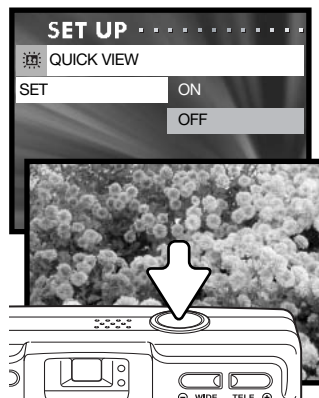 SET UP
QUICK VIEW
SET ON
OFF
WIDE TELE